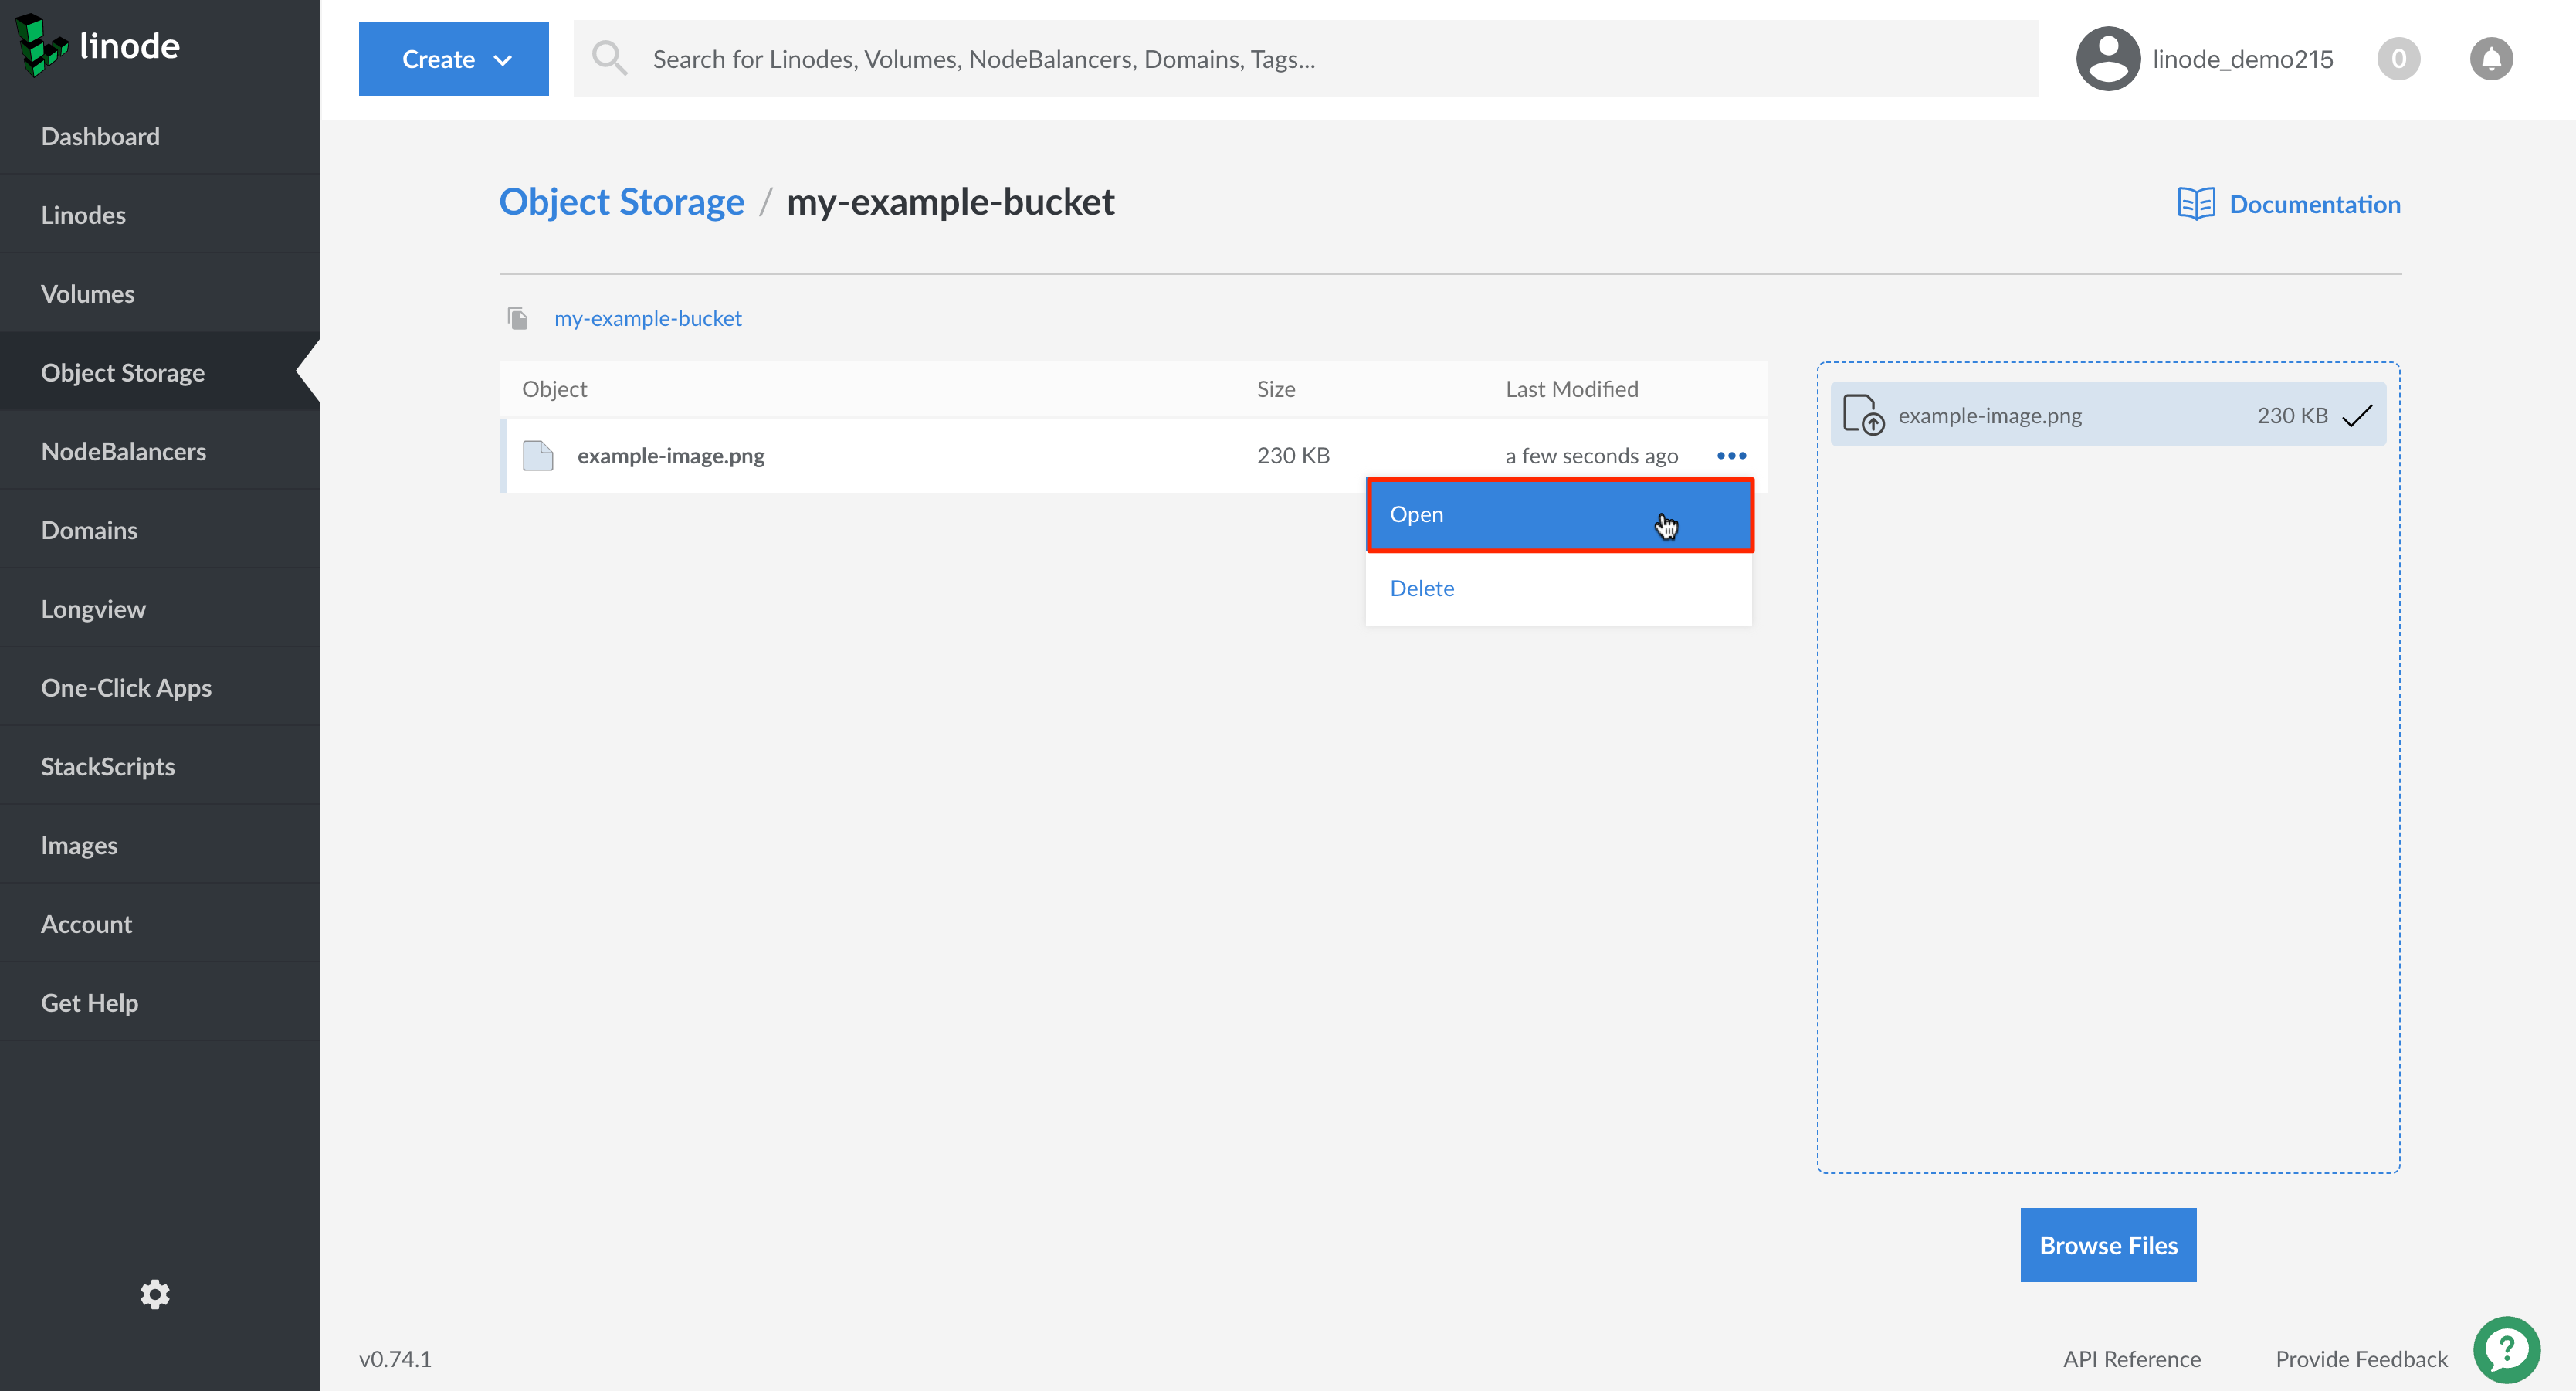 linode
Create
Search for Linodes, Volumes, NodeBalancers, Domains, Tags...
linode_demo215
0
Dashboard
Linodes
Volumes
Object Storage
NodeBalancers
Domains
Longview
One-Click Apps
StackScripts
Images
Account
Get Help
Object Storage / my-example-bucket
Documentation
my-example-bucket
Object Size Last Modified
example-image.png 230 KB a few seconds ago
Open
Delete
example-image.png 230 KB
Browse Files
v0.74.1
API Reference
Provide Feedback
?